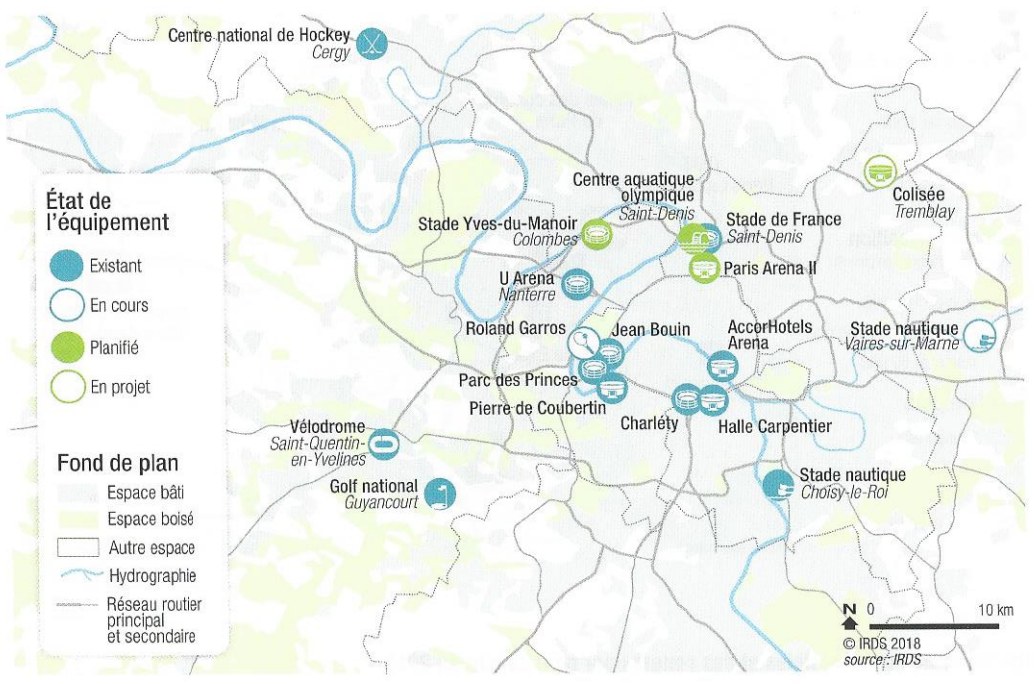 Centre national de Hockey
Cergy
Centre aquatique
olympique
Saint-Denis
Stade de France
Saint-Denis
Colisée
Tremblay
Stade Yves-du-Manoir
Colombes
Paris Arena II
U Arena
Nanterre
Roland Garros
Jean Bouin
AccorHotels
Arena
Stade nautique
Vaires-sur-Marne
Parc des Princes
Pierre de Coubertin
Charléty
Halle Carpentier
Vélodrome
Saint-Quentin-
en-Yvelines
Golf national
Guyancourt
Stade nautique
Choisy-le-Roi
État de
l'équipement
Existant
En cours
Planifié
En projet
Fond de plan
Espace bâti
Espace boisé
Autre espace
Hydrographie
Réseau routier
principal
et secondaire
N 0 10 km
© IRDS 2018
source : IRDS